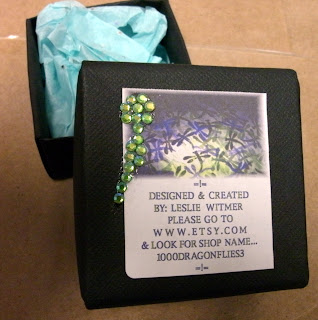 DESIGNED & CREATED
BY: LESLIE WITMER
PLEASE GO TO
WWW.ETSY.COM
& LOOK FOR SHOP NAME...
1000DRAGONFLIES3